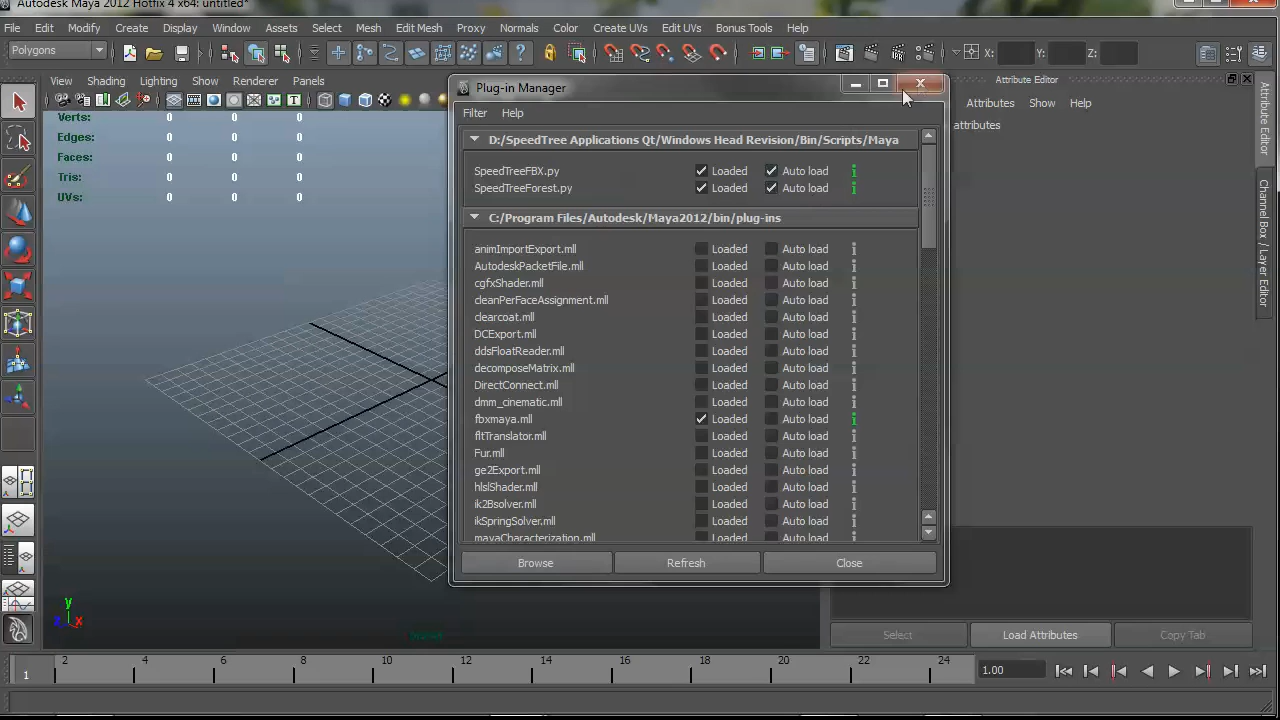 Autodesk Maya 2012 Hotfix 4 x64: untitled*
File Edit Modify Create Display Assets Select Mesh Edit Mesh Proxy Normals Color Create UVs Edit UVs Bonus Tools Help
Polygons X: Y: Z:
View Shading Lighting Show Renderer Panels
Verts: 0 0 0
Edges: 0 0 0
Faces: 0 0 0
Tris: 0 0 0
UVs: 0 0 0
Plug-in Manager
Filter Help
D:/SpeedTree Applications Qt/Windows Head Revision/Bin/Scripts/Maya
SpeedTreeFBX.py Loaded Auto load i
SpeedTreeForest.py Loaded Auto load i
C:/Program Files/Autodesk/Maya2012/bin/plug-ins
animImportExport.mll Loaded Auto load i
AutodeskPacketFile.mll Loaded Auto load i
cgfxShader.mll Loaded Auto load i
cleanPerFaceAssignment.mll Loaded Auto load i
clearcoat.mll Loaded Auto load i
DCExport.mll Loaded Auto load i
ddsFloatReader.mll Loaded Auto load i
decomposeMatrix.mll Loaded Auto load i
DirectConnect.mll Loaded Auto load i
dmm_cinematic.mll Loaded Auto load i
fbxmaya.mll Loaded Auto load i
fltTranslator.mll Loaded Auto load i
Fur.mll Loaded Auto load i
ge2Export.mll Loaded Auto load i
hlslShader.mll Loaded Auto load i
ik2Bsolver.mll Loaded Auto load i
ikSpringSolver.mll Loaded Auto load i
mayaCharacterization.mll Loaded Auto load i
Browse Refresh Close
Attribute Editor
Attributes Show Help
attributes
Attribute Editor
Channel Box / Layer Editor
y
z x
Select Load Attributes Copy Tab
1 2 4 6 8 10 12 14 16 18 20 22 24 1.00